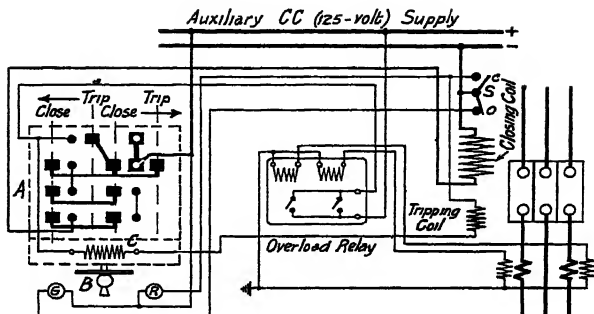 Auxiliary CC (125-volt) Supply
+
-
Trip Trip
Close Close
a
c
S
o
Closing Coil
A
Tripping Coil
Overload Relay
C
B
G
R